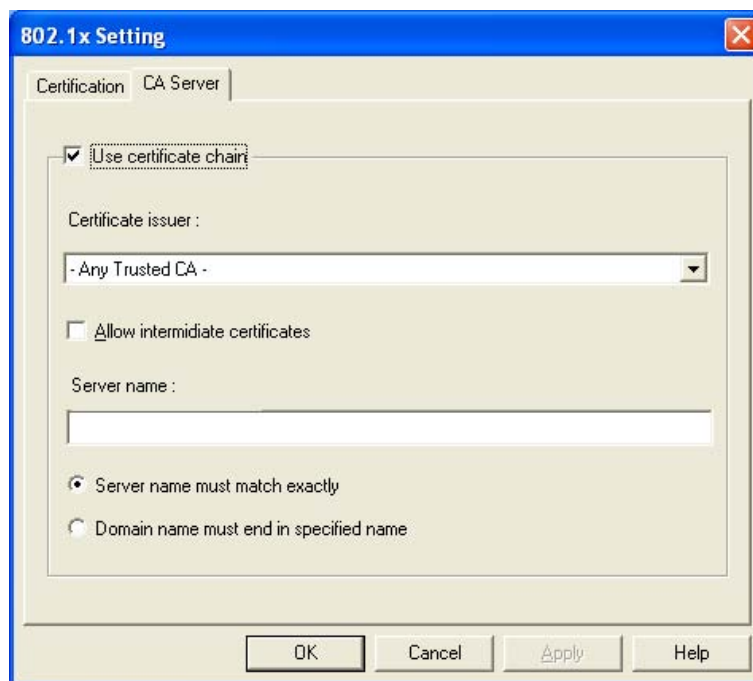 802.1x Setting
Certification
CA Server
Use certificate chain
Certificate issuer :
- Any Trusted CA -
Allow intermidiate certificates
Server name :
Server name must match exactly
Domain name must end in specified name
OK
Cancel
Apply
Help